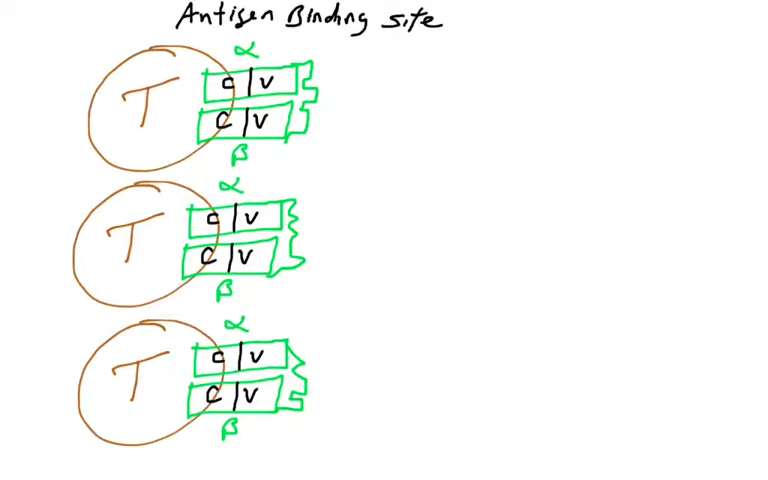 Antigen Binding site
α
T C V
C V
β
α
T C V
C V
β
α
T C V
C V
β